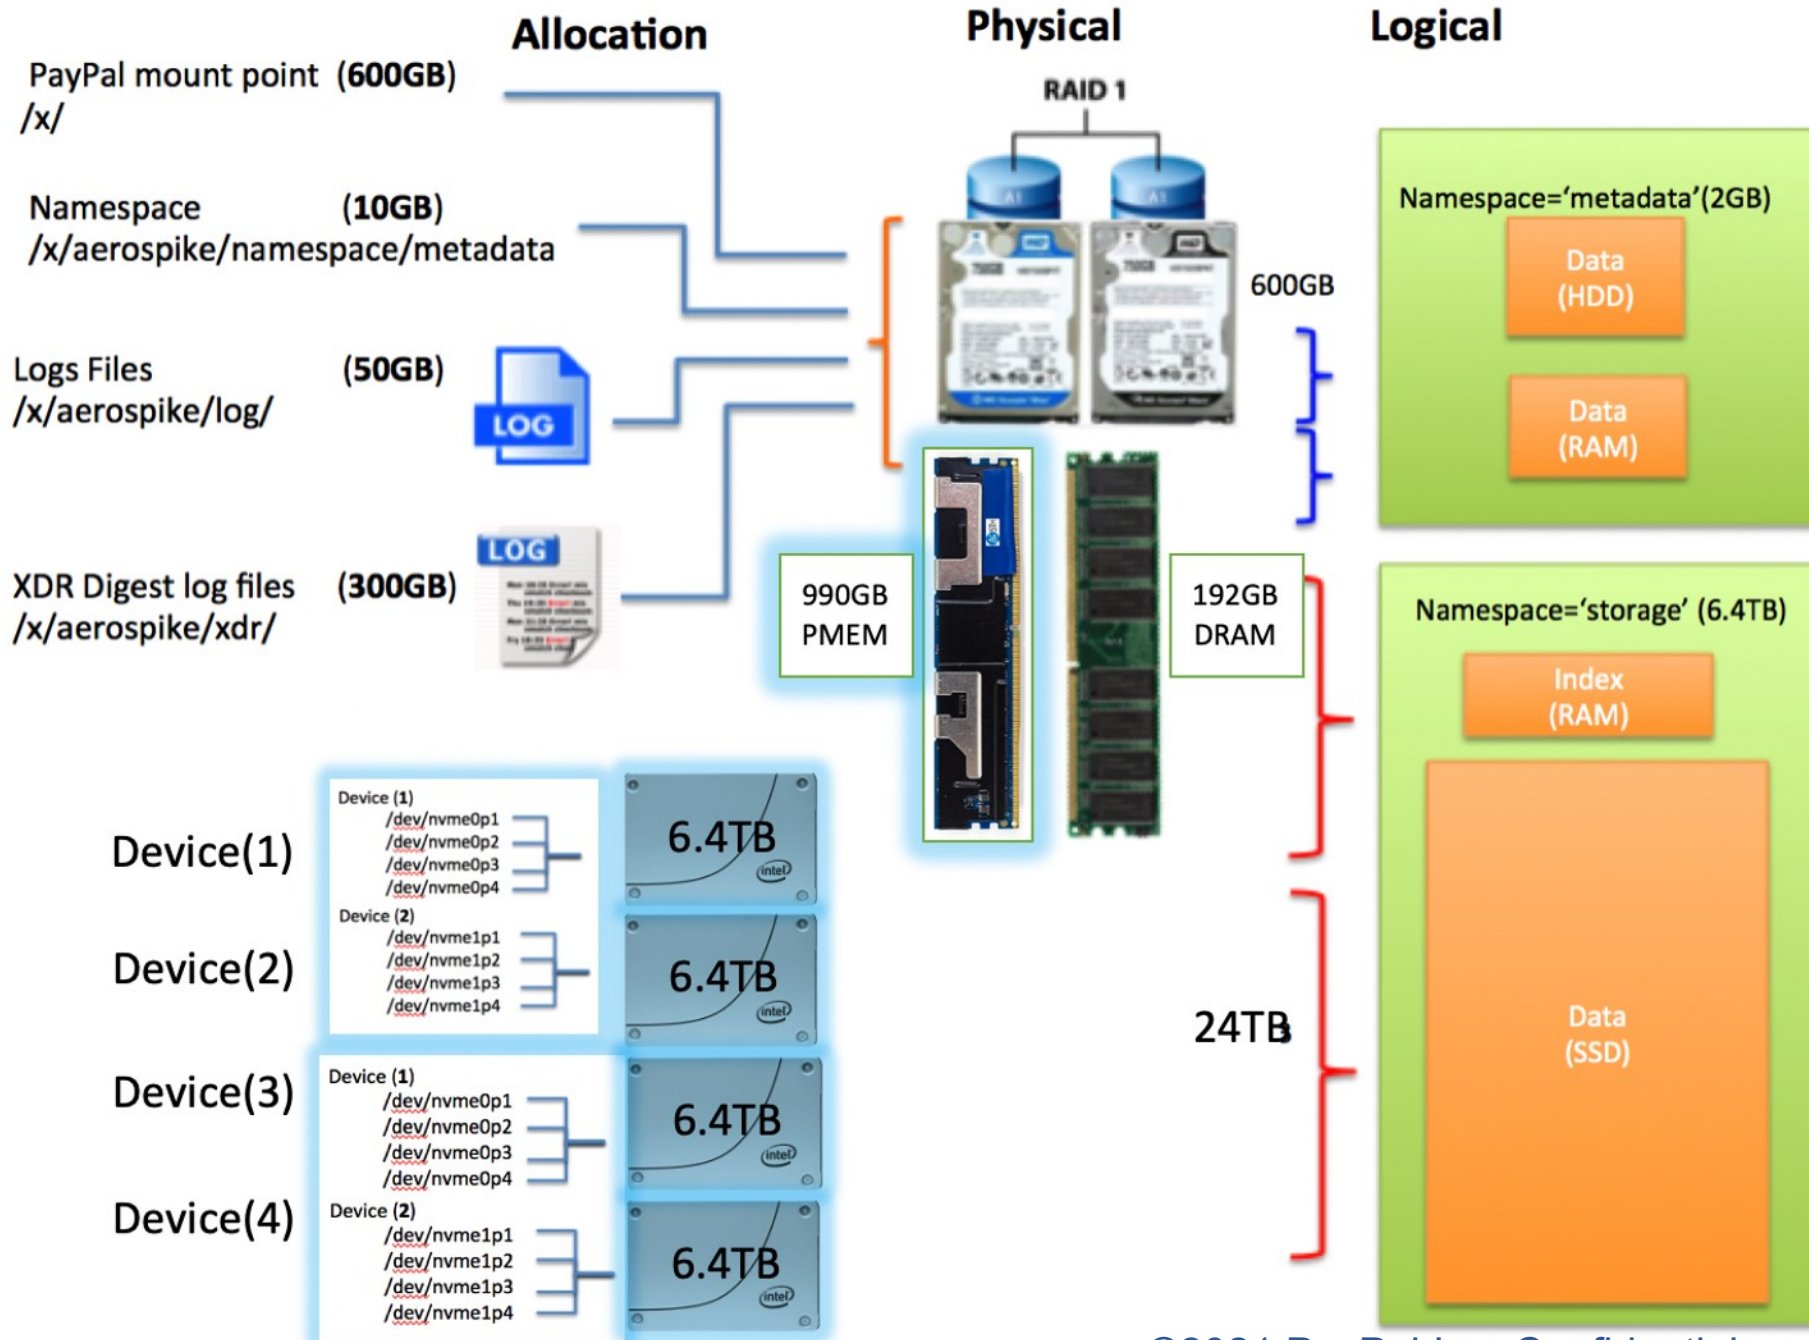 Allocation
Physical
Logical
PayPal mount point (600GB)
/x/
Namespace (10GB)
/x/aerospike/namespace/metadata
Logs Files (50GB)
/x/aerospike/log/
LOG
XDR Digest log files (300GB)
/x/aerospike/xdr/
LOG
RAID 1
A1
A1
750GB
750GB
600GB
990GB
PMEM
192GB
DRAM
Namespace=‘metadata’(2GB)
Data
(HDD)
Data
(RAM)
Namespace=‘storage’ (6.4TB)
Index
(RAM)
Data
(SSD)
24TB
Device(1)
Device(2)
Device(3)
Device(4)
Device (1)
/dev/nvme0p1
/dev/nvme0p2
/dev/nvme0p3
/dev/nvme0p4
Device (2)
/dev/nvme1p1
/dev/nvme1p2
/dev/nvme1p3
/dev/nvme1p4
Device (1)
/dev/nvme0p1
/dev/nvme0p2
/dev/nvme0p3
/dev/nvme0p4
Device (2)
/dev/nvme1p1
/dev/nvme1p2
/dev/nvme1p3
/dev/nvme1p4
6.4TB
intel
6.4TB
intel
6.4TB
intel
6.4TB
intel